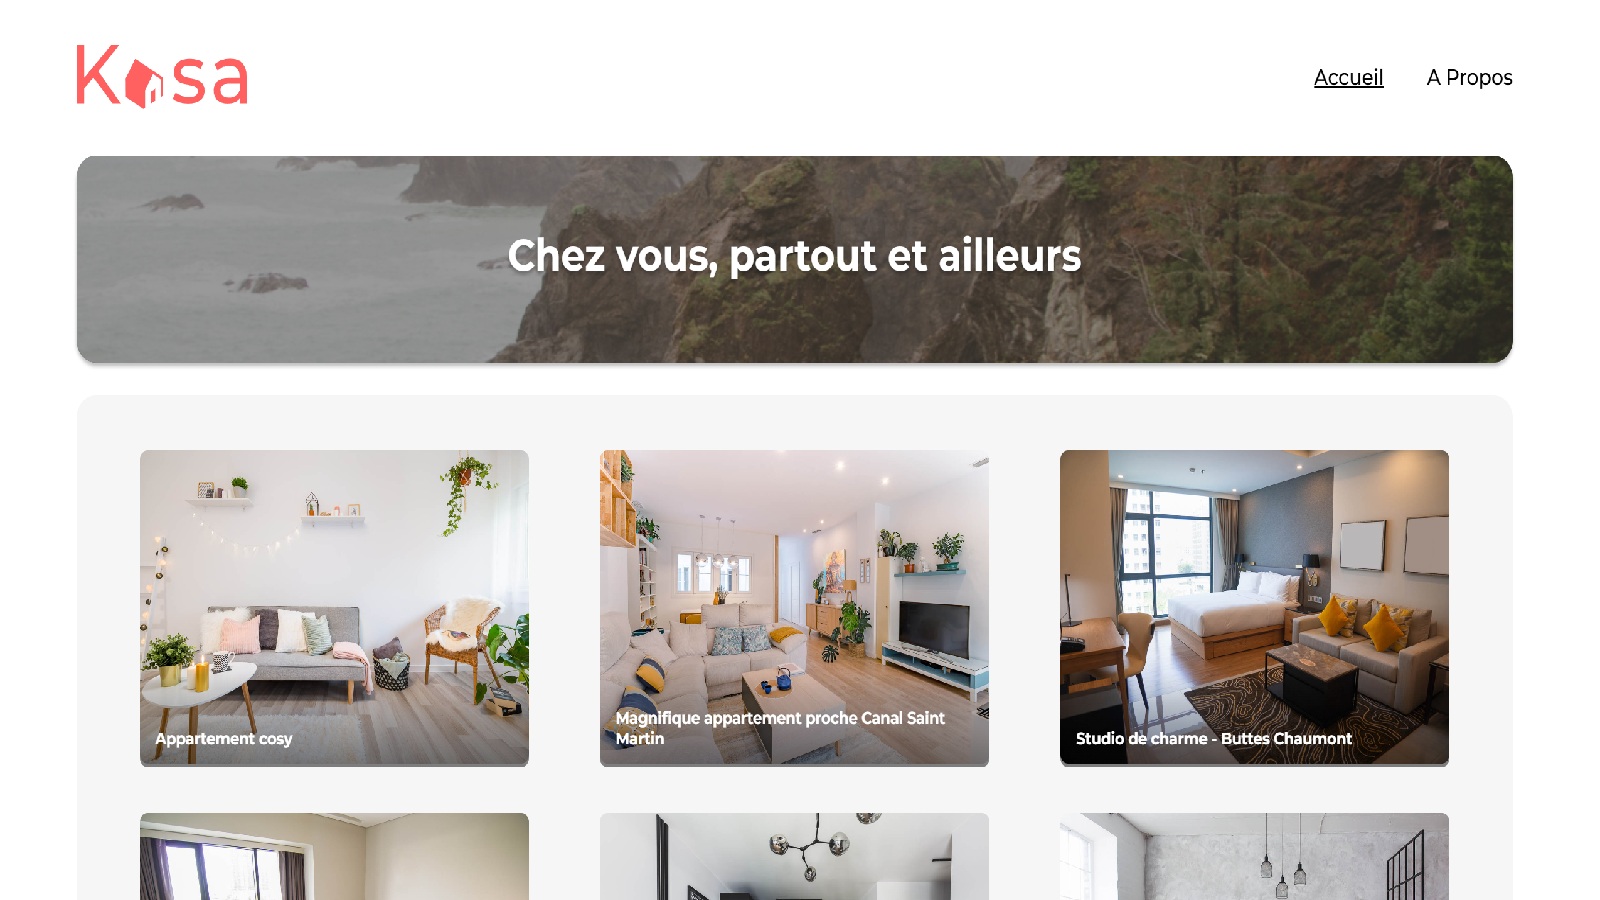 Kasa
Accueil
A Propos
Chez vous, partout et ailleurs
Appartement cosy
Magnifique appartement proche Canal Saint
Martin
Studio de charme - Buttes Chaumont